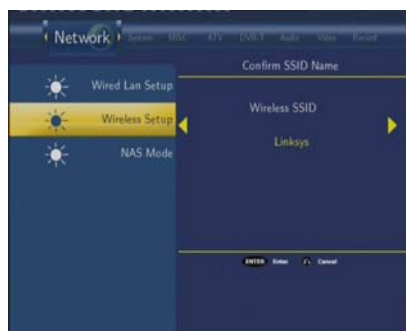 Network System MISC ATV DVB-T Audio Video Record
Confirm SSID Name
Wired Lan Setup
Wireless SSID
Wireless Setup
Linksys
NAS Mode
ENTER Enter Cancel